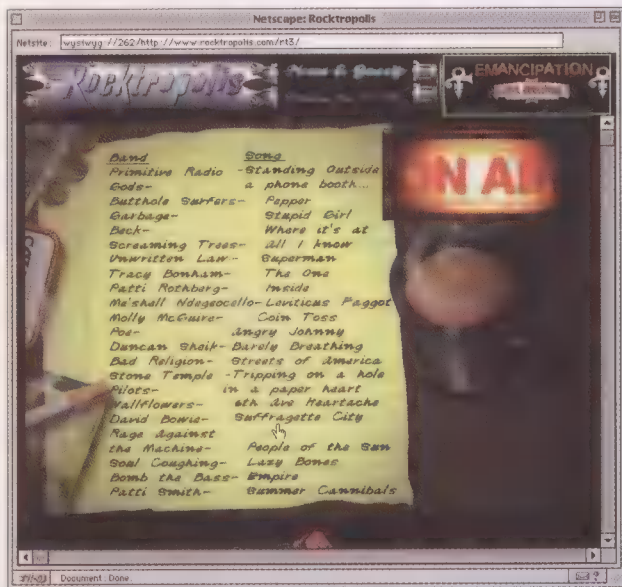 Netscape: Rocktropolis
Netsite: wysiwyg://262/http://www.rocktropolis.com/rt3/
Rocktropolis
EMANCIPATION
ON AI
Band Song
Primitive Radio -Standing Outside
Gods- a phone booth...
Butthole Surfers- Pepper
Garbage- Stupid Girl
Beck- Where it's at
Screaming Trees- all I know
Unwritten Law- Superman
Tracy Bonham- The One
Patti Rothberg- Inside
Me'shell Ndegeocello- Leviticus Faggot
Molly McGuire- Coin Toss
Poe- Angry Johnny
Duncan Sheik- Barely Breathing
Bad Religion- Streets of america
Stone Temple -Tripping on a hole
Pilots- in a paper heart
Wallflowers- 6th ave Heartache
David Bowie- Suffragette City
Rage against
the Machine- People of the Sun
Soul Coughing- Lazy Bones
Bomb the Bass- Empire
Patti Smith- Summer Cannibals
Document: Done.